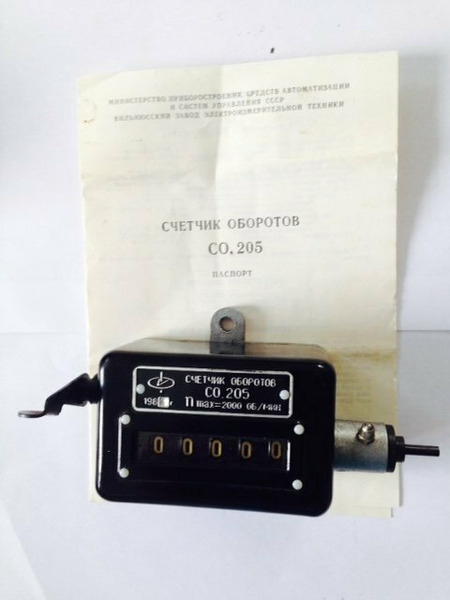 МИНИСТЕРСТВО ПРИБОРОСТРОЕНИЯ СРЕДСТВ АВТОМАТИЗАЦИИ
И СИСТЕМ УПРАВЛЕНИЯ СССР
ВИЛЬНЮССКИЙ ЗАВОД ЭЛЕКТРОИЗМЕРИТЕЛЬНОЙ ТЕХНИКИ
СЧЕТЧИК ОБОРОТОВ
СО.205
ПАСПОРТ
СЧЕТЧИК ОБОРОТОВ
СО.205
n max=2000 ОБ/МИН
0 0 0 0 0